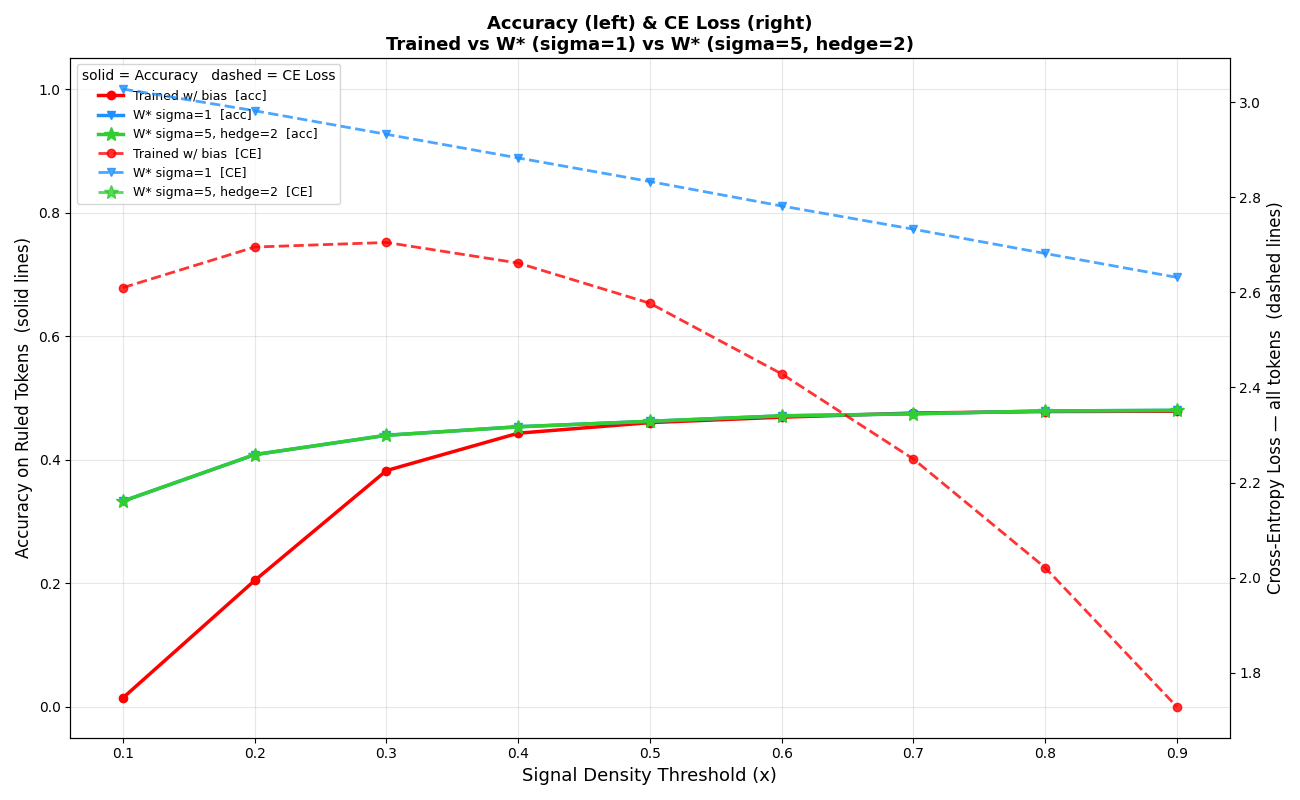 Accuracy (left) & CE Loss (right)
Trained vs W* (sigma=1) vs W* (sigma=5, hedge=2)
solid = Accuracy   dashed = CE Loss
Trained w/ bias  [acc]
W* sigma=1  [acc]
W* sigma=5, hedge=2  [acc]
Trained w/ bias  [CE]
W* sigma=1  [CE]
W* sigma=5, hedge=2  [CE]
Accuracy on Ruled Tokens  (solid lines)
1.0
0.8
0.6
0.4
0.2
0.0
0.1
0.2
0.3
0.4
0.5
0.6
0.7
0.8
0.9
Signal Density Threshold (x)
3.0
2.8
2.6
2.4
2.2
2.0
1.8
Cross-Entropy Loss — all tokens  (dashed lines)